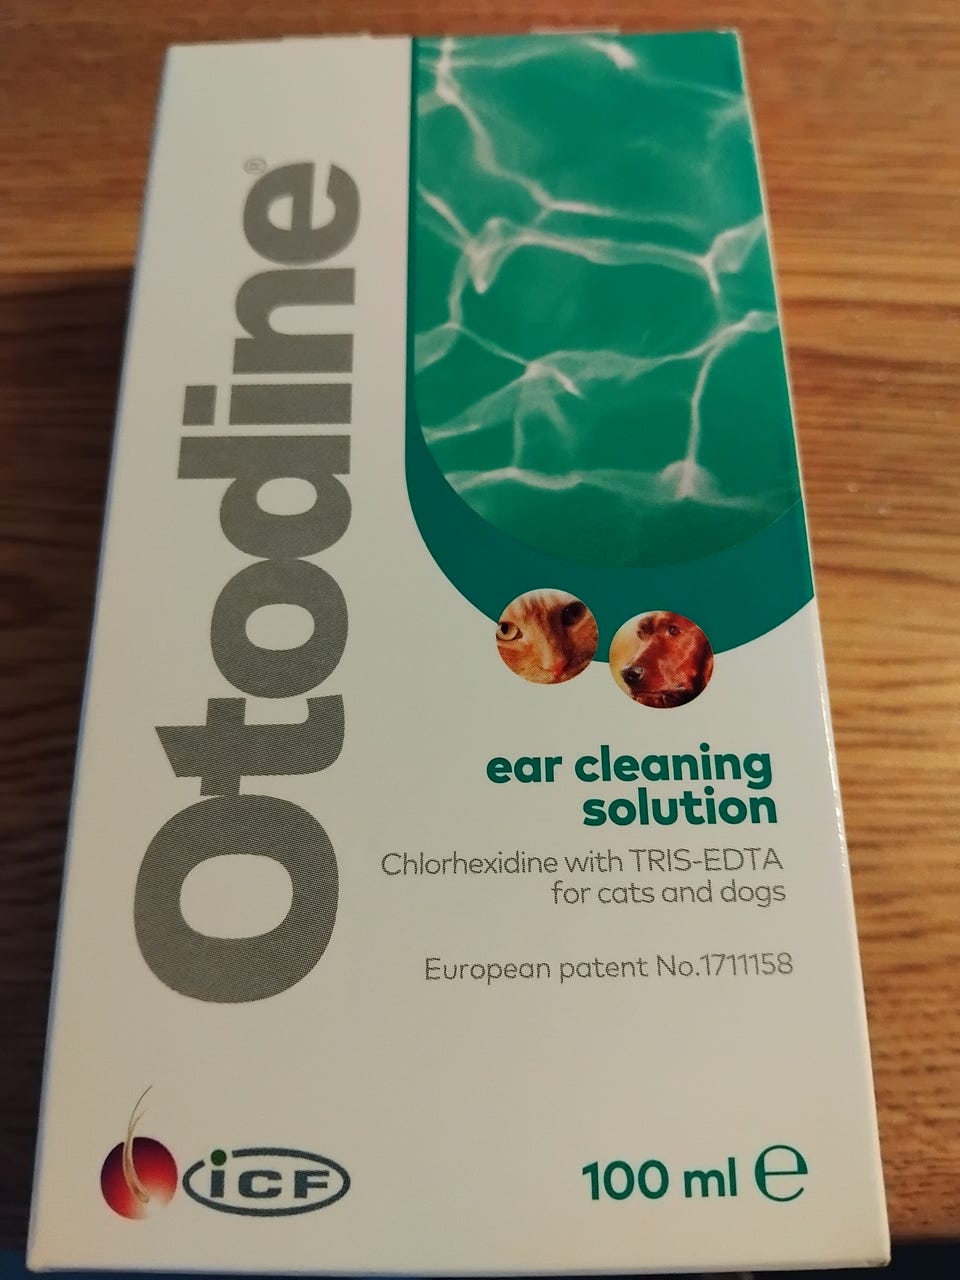 Otodine®
ear cleaning
solution
Chlorhexidine with TRIS-EDTA
for cats and dogs
European patent No.1711158
icF
100 ml ℮